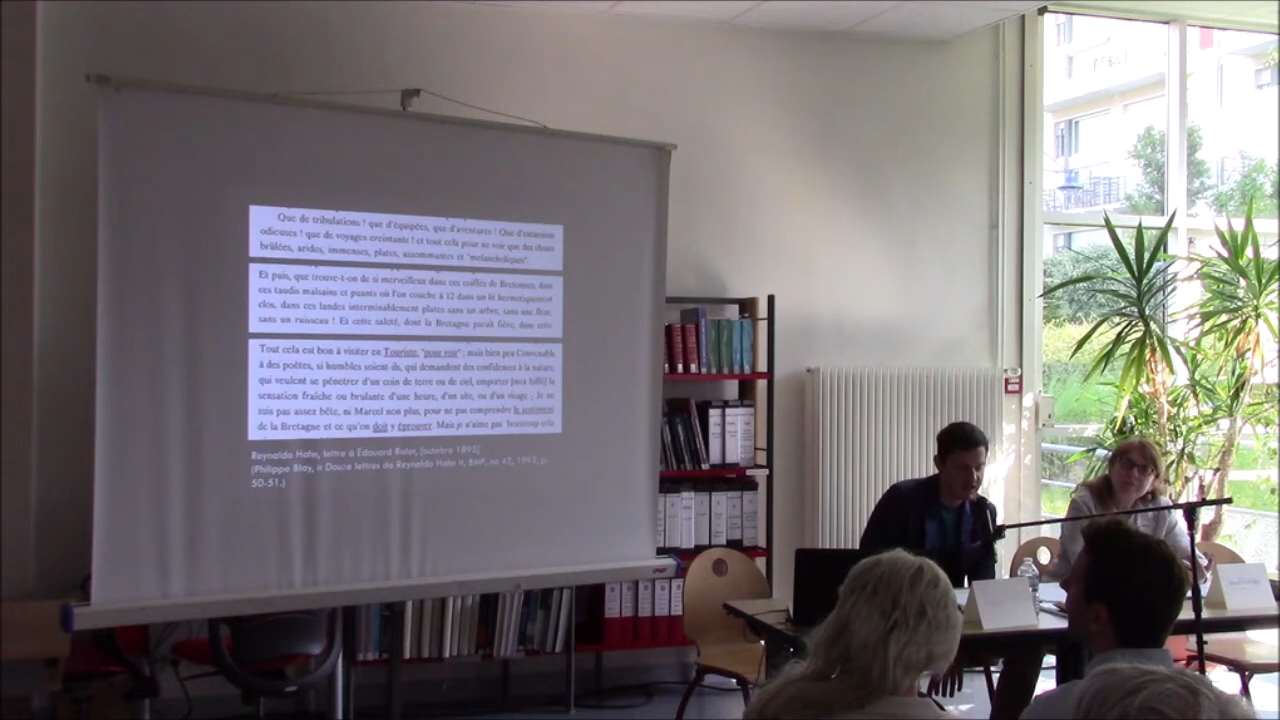 Que de tribulations ! que d'équipées, que d'aventures ! Que d'excursions
odieuses ! que de voyages éreintants ! et tout cela pour ne voir que des choses
brûlées, arides, immenses, plates, assommantes et "melancholiques".
Et puis, que trouve-t-on de si merveilleux dans ces coiffes de Bretonnes, dans
ces taudis malsains et puants où l'on couche à 12 dans un lit hermétiquement
clos, dans ces landes interminablement plates sans un arbre, sans une fleur,
sans un ruisseau ! Et cette saleté, dont la Bretagne paraît fière, dans cette
Tout cela est bon à visiter en Touriste, "pour voir" ; mais bien peu Convenable
à des poètes, si humbles soient-ils, qui demandent des confidences à la nature,
qui veulent se pénétrer d'un coin de terre ou de ciel, emporter [mot biffé] la
sensation fraîche ou brulante d'une heure, d'un site, ou d'un visage ; Je ne
suis pas assez bête, ni Marcel non plus, pour ne pas comprendre le sentiment
de la Bretagne et ce qu'on doit y éprouver. Mais je n'aime pas beaucoup cela
Reynaldo Hahn, lettre à Édouard Risler, [octobre 1895]
(Philippe Blay, « Douze lettres de Reynaldo Hahn », BMP, no 43, 1993, p.
50-51.)